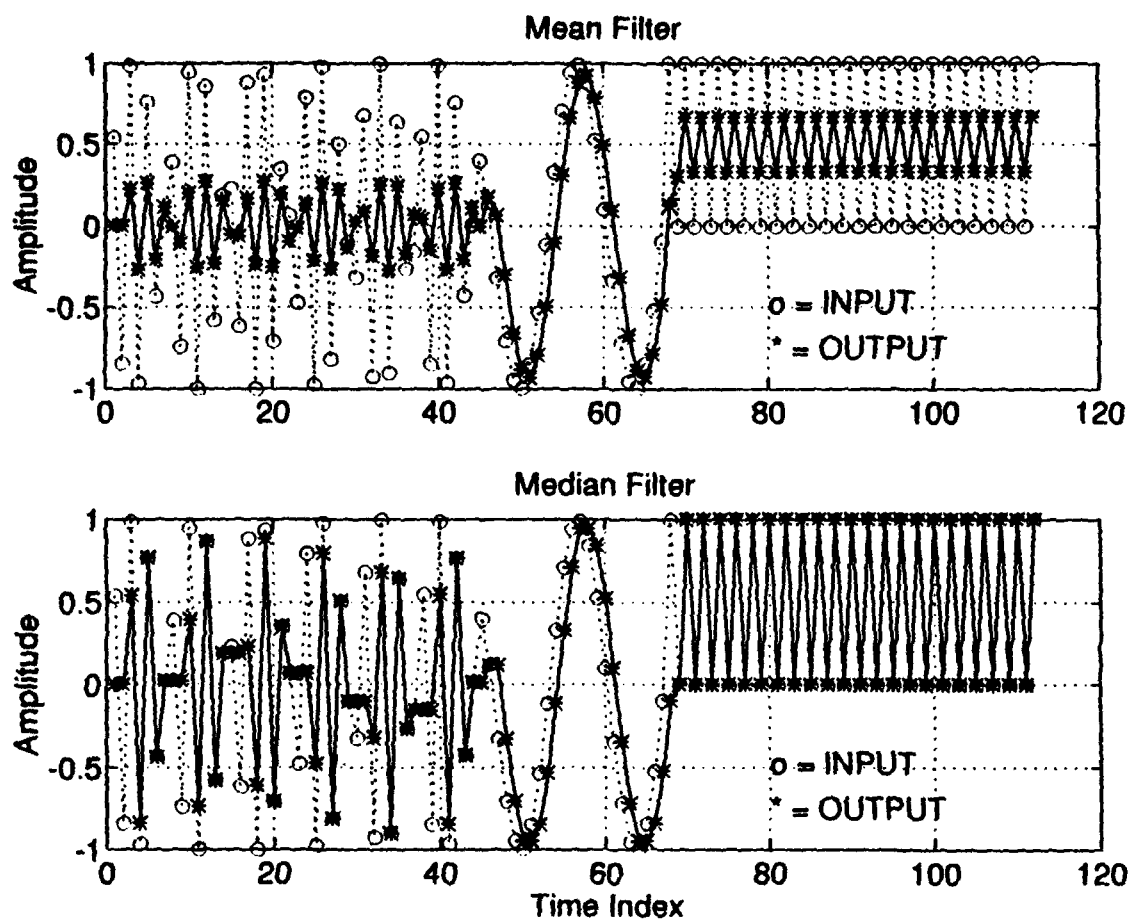 Mean Filter
1
0.5
0
-0.5
-1
Amplitude
o = INPUT
* = OUTPUT
0 20 40 60 80 100 120
Median Filter
1
0.5
0
-0.5
-1
Amplitude
o = INPUT
* = OUTPUT
0 20 40 60 80 100 120
Time Index